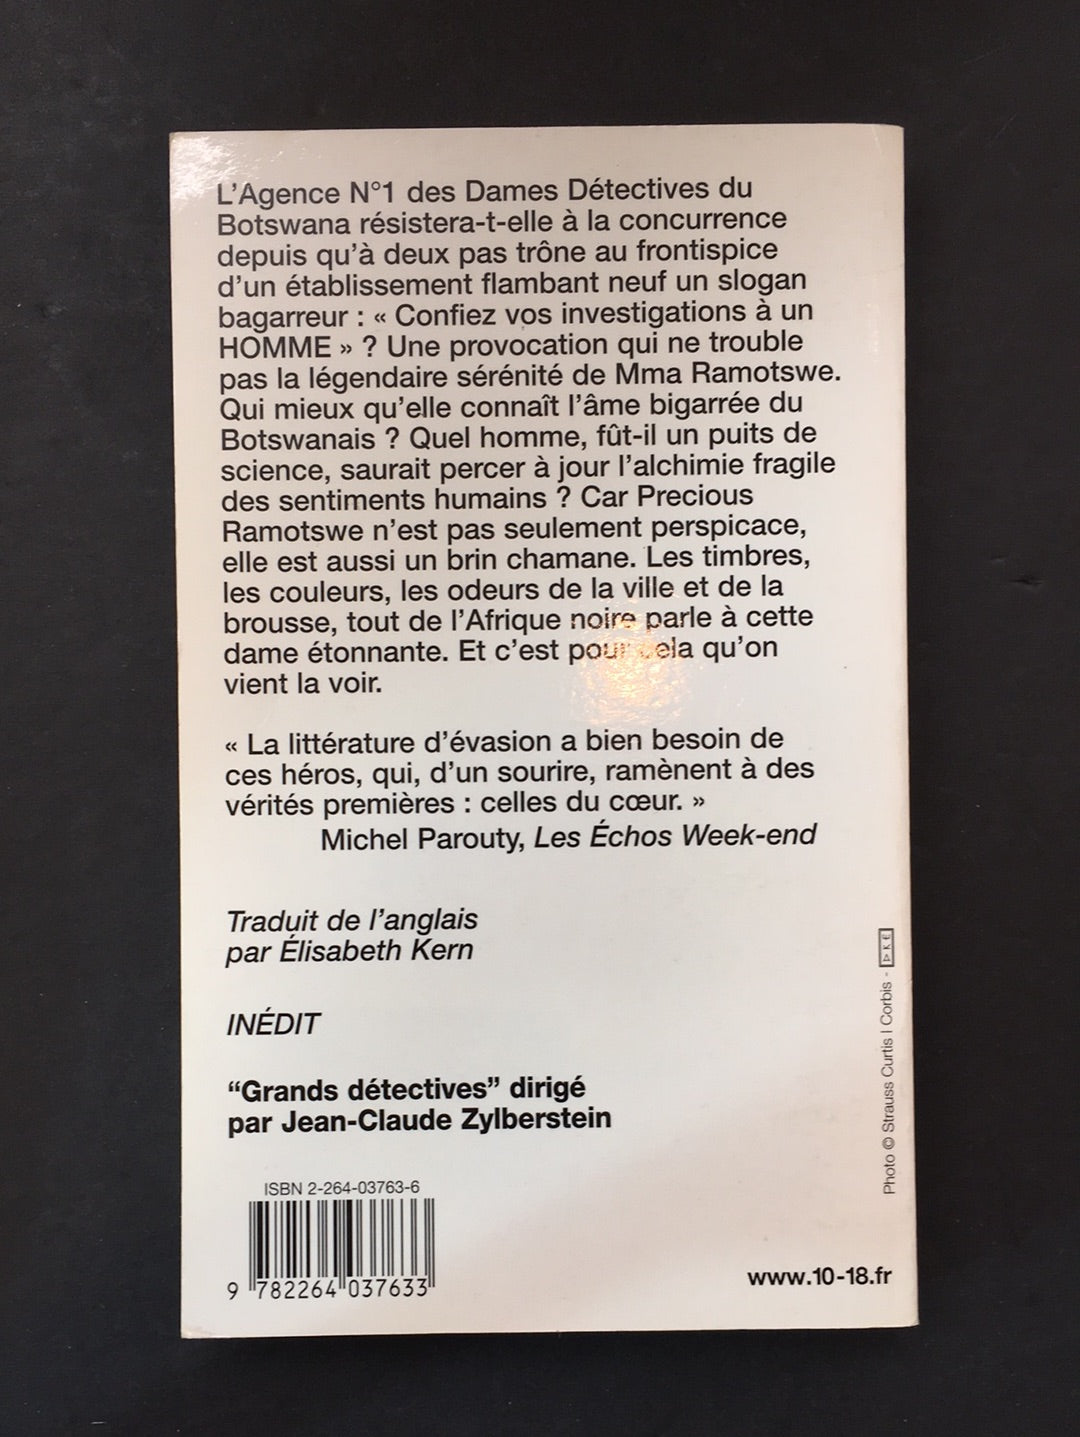 L’Agence N°1 des Dames Détectives du
Botswana résistera-t-elle à la concurrence
depuis qu’à deux pas trône au frontispice
d’un établissement flambant neuf un slogan
bagarreur : « Confiez vos investigations à un
HOMME » ? Une provocation qui ne trouble
pas la légendaire sérénité de Mma Ramotswe.
Qui mieux qu’elle connaît l’âme bigarrée du
Botswanais ? Quel homme, fût-il un puits de
science, saurait percer à jour l’alchimie fragile
des sentiments humains ? Car Precious
Ramotswe n’est pas seulement perspicace,
elle est aussi un brin chamane. Les timbres,
les couleurs, les odeurs de la ville et de la
brousse, tout de l’Afrique noire parle à cette
dame étonnante. Et c’est pour cela qu’on
vient la voir.
« La littérature d’évasion a bien besoin de
ces héros, qui, d’un sourire, ramènent à des
vérités premières : celles du cœur. »
Michel Parouty, Les Échos Week-end
Traduit de l’anglais
par Élisabeth Kern
INÉDIT
“Grands détectives” dirigé
par Jean-Claude Zylberstein
ISBN 2-264-03763-6
9 782264 037633
www.10-18.fr
Photo © Strauss Curtis | Corbis -